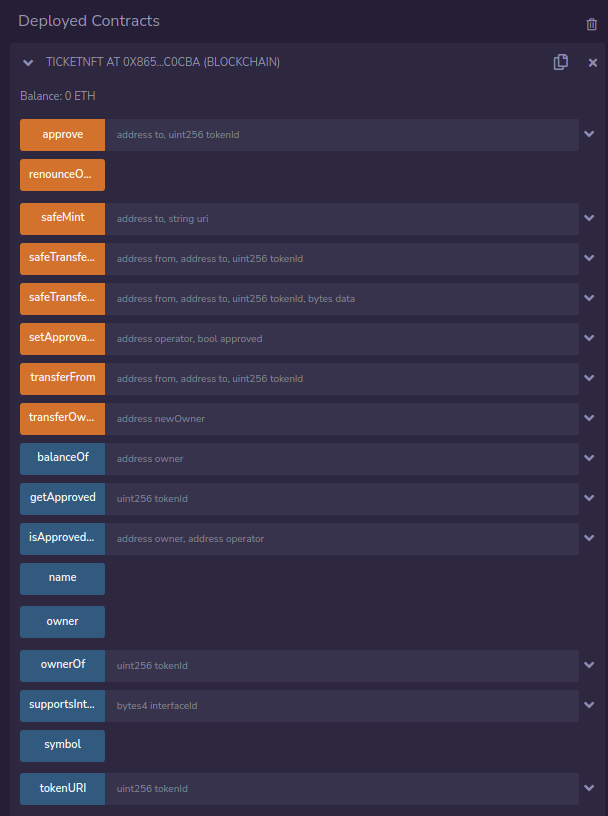 Deployed Contracts
TICKETNFT AT 0X865...C0CBA (BLOCKCHAIN)
Balance: 0 ETH
approve address to, uint256 tokenId
renounceO...
safeMint address to, string uri
safeTransfe... address from, address to, uint256 tokenId
safeTransfe... address from, address to, uint256 tokenId, bytes data
setApprova... address operator, bool approved
transferFrom address from, address to, uint256 tokenId
transferOw... address newOwner
balanceOf address owner
getApproved uint256 tokenId
isApproved... address owner, address operator
name
owner
ownerOf uint256 tokenId
supportsInt... bytes4 interfaceId
symbol
tokenURI uint256 tokenId